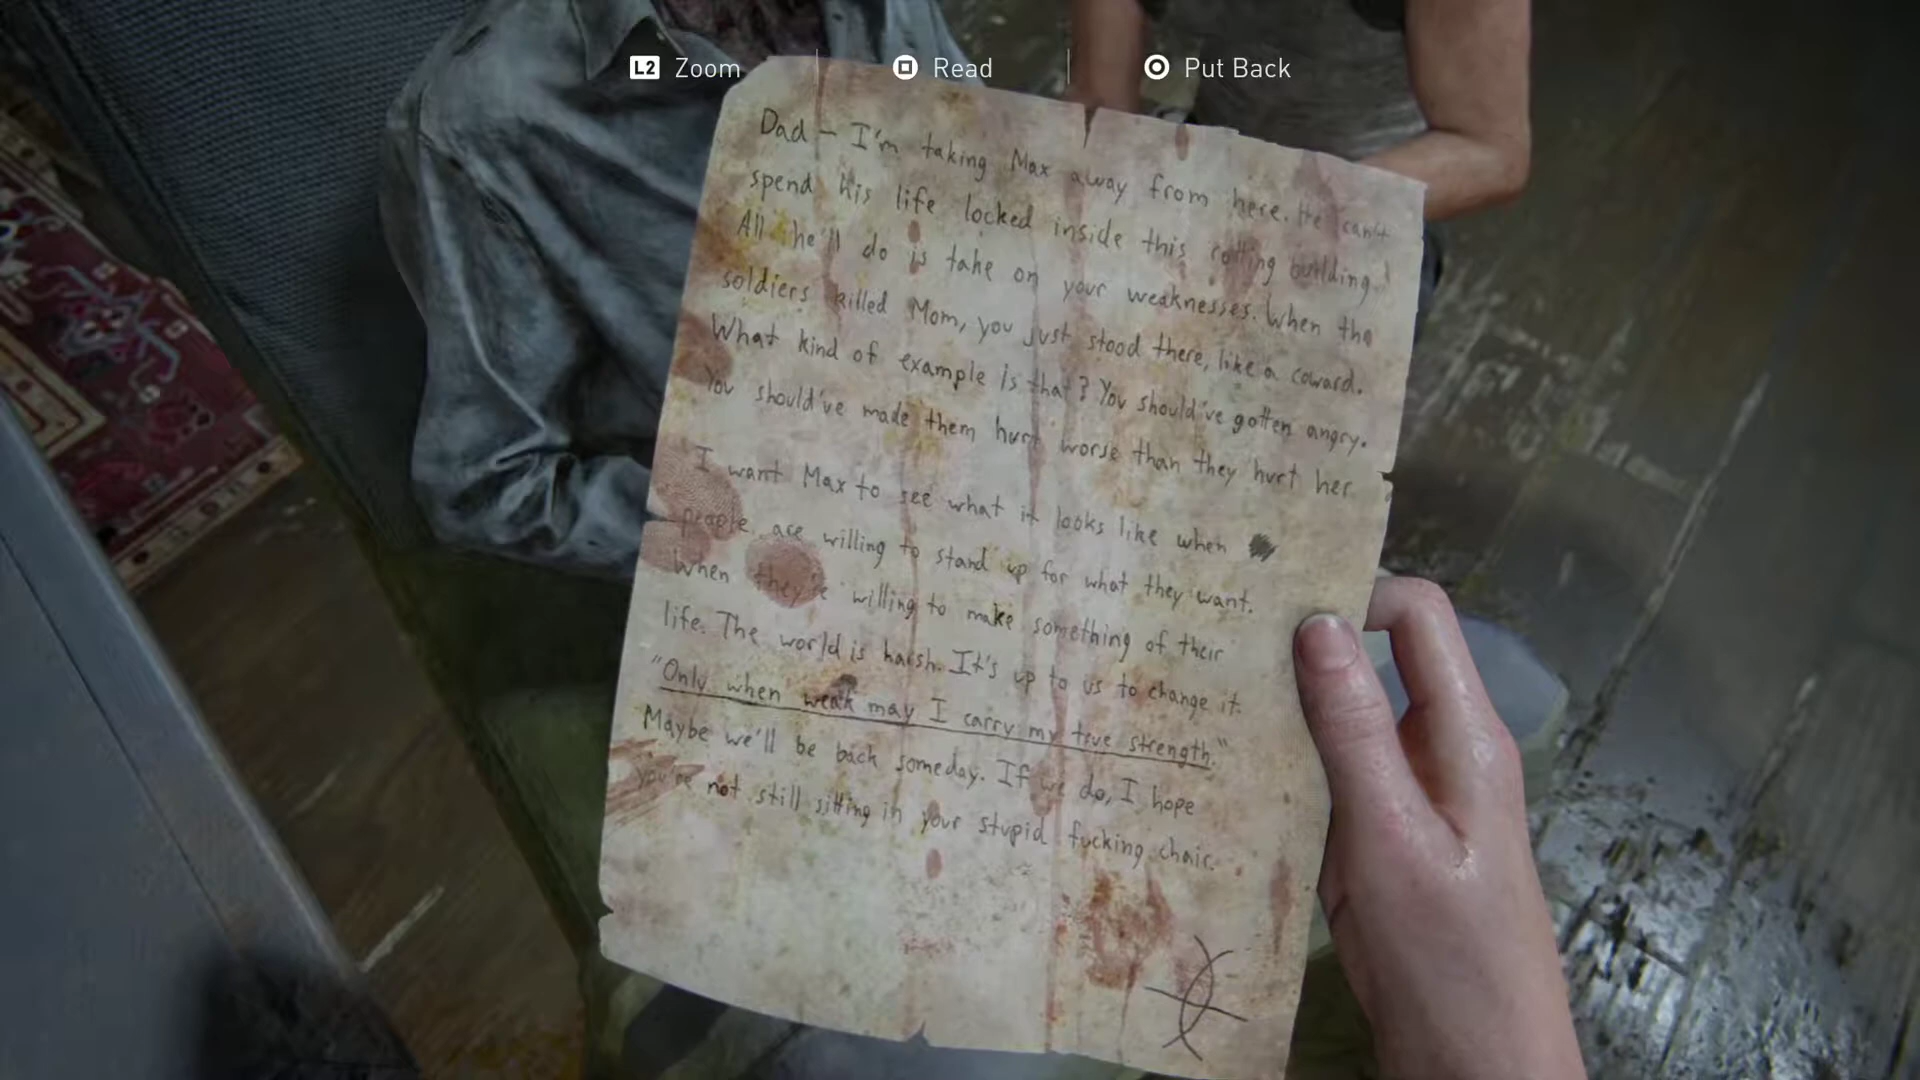 L2 Zoom Read Put Back
Dad - I'm taking Max away from here. He can't
spend his life locked inside this rotting building.
All he'll do is take on your weaknesses. When the
soldiers killed Mom, you just stood there, like a coward.
What kind of example is that? You should've gotten angry.
You should've made them hurt worse than they hurt her.
I want Max to see what it looks like when
people are willing to stand up for what they want.
When they're willing to make something of their
life. The world is harsh. It's up to us to change it.
"Only when weak may I carry my true strength."
Maybe we'll be back someday. If we do, I hope
you're not still sitting in your stupid fucking chair.